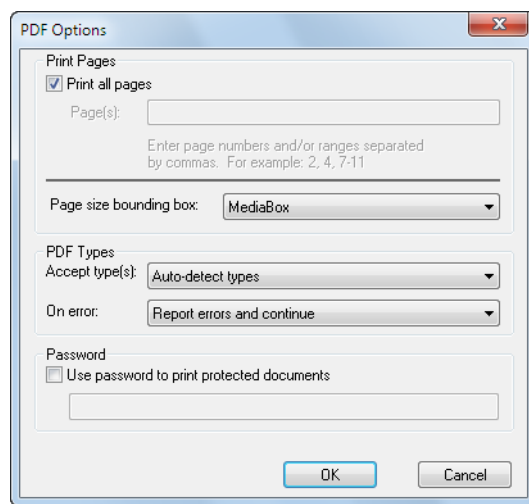 PDF Options
Print Pages
Print all pages
Page(s):
Enter page numbers and/or ranges separated
by commas. For example: 2, 4, 7-11
Page size bounding box: MediaBox
PDF Types
Accept type(s): Auto-detect types
On error: Report errors and continue
Password
Use password to print protected documents
OK Cancel